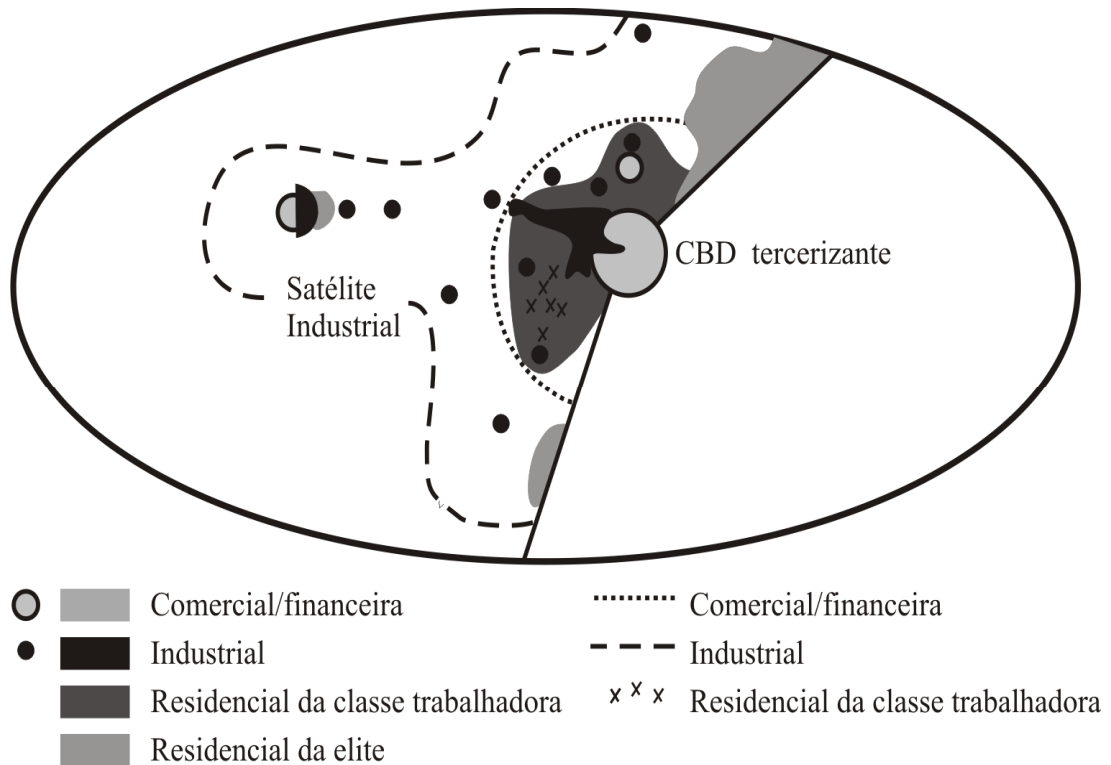 CBD tercerizante
Satélite
Industrial
Comercial/financeira
Comercial/financeira
Industrial
Industrial
Residencial da classe trabalhadora
Residencial da classe trabalhadora
Residencial da elite